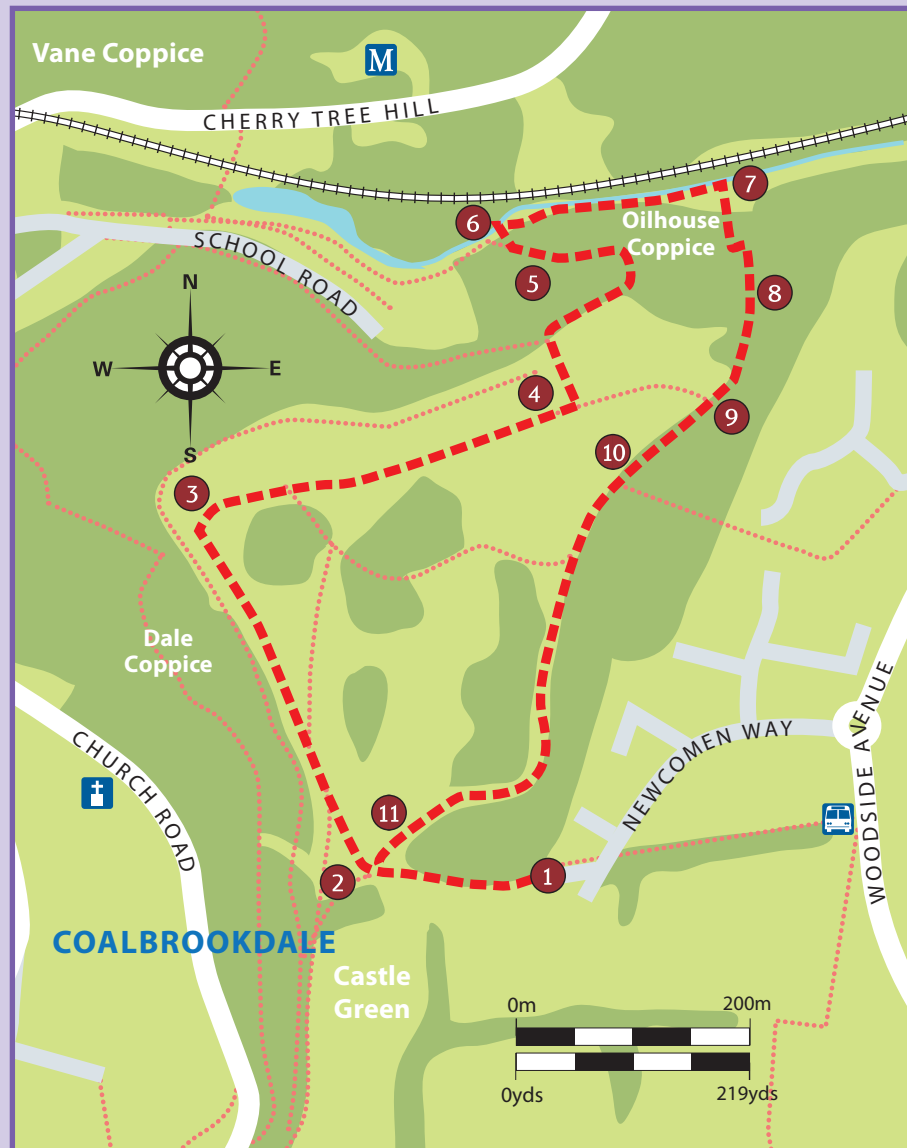 Vane Coppice
M
CHERRY TREE HILL
7
6
Oilhouse
Coppice
SCHOOL ROAD
5
8
N
W
E
S
4
9
10
3
Dale
Coppice
CHURCH ROAD
NEWCOMEN WAY
WOODSIDE AVENUE
11
1
2
COALBROOKDALE
Castle
Green
0m
200m
0yds
219yds